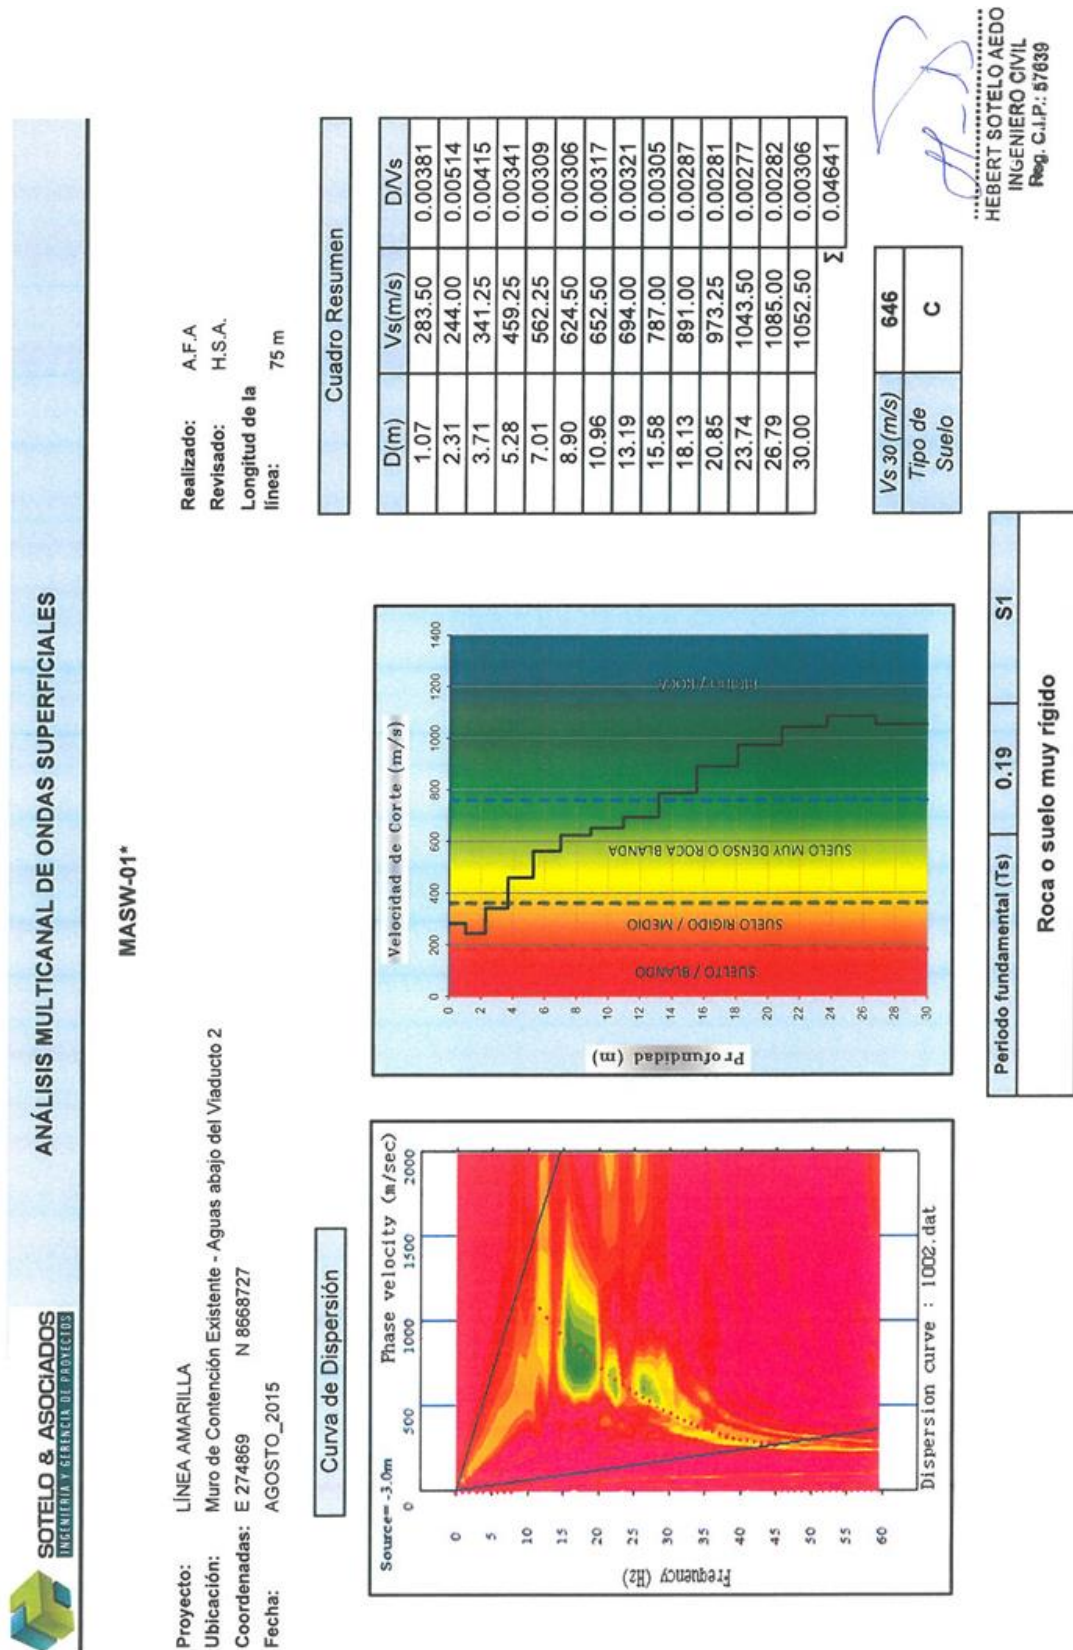 SOTELO & ASOCIADOS
INGENIERÍA Y GERENCIA DE PROYECTOS
ANÁLISIS MULTICANAL DE ONDAS SUPERFICIALES
MASW-01*
Proyecto: LÍNEA AMARILLA
Ubicación: Muro de Contención Existente - Aguas abajo del Viaducto 2
Coordenadas: E 274869 N 8668727
Fecha: AGOSTO_2015
Realizado: A.F.A
Revisado: H.S.A.
Longitud de la
línea: 75 m
Curva de Dispersión
Source= -3.0m Phase velocity (m/sec)
0 500 1000 1500 2000
0
5
10
15
20
25
30
35
40
45
50
55
60
Frequency (Hz)
Dispersion curve : 1002.dat
Velocidad de Corte (m/s)
0 200 400 600 800 1000 1200 1400
0
2
4
6
8
10
12
14
16
18
20
22
24
26
28
30
Profundidad (m)
SUELTO / BLANDO
SUELO RIGIDO / MEDIO
SUELO MUY DENSO O ROCA BLANDA
ROCA
Cuadro Resumen
D(m) Vs(m/s) D/Vs
1.07 283.50 0.00381
2.31 244.00 0.00514
3.71 341.25 0.00415
5.28 459.25 0.00341
7.01 562.25 0.00309
8.90 624.50 0.00306
10.96 652.50 0.00317
13.19 694.00 0.00321
15.58 787.00 0.00305
18.13 891.00 0.00287
20.85 973.25 0.00281
23.74 1043.50 0.00277
26.79 1085.00 0.00282
30.00 1052.50 0.00306
Σ 0.04641
Vs 30 (m/s) 646
Tipo de
Suelo C
Periodo fundamental (Ts) 0.19 S1
Roca o suelo muy rígido
HEBERT SOTELO AEDO
INGENIERO CIVIL
Reg. C.I.P.: 57639